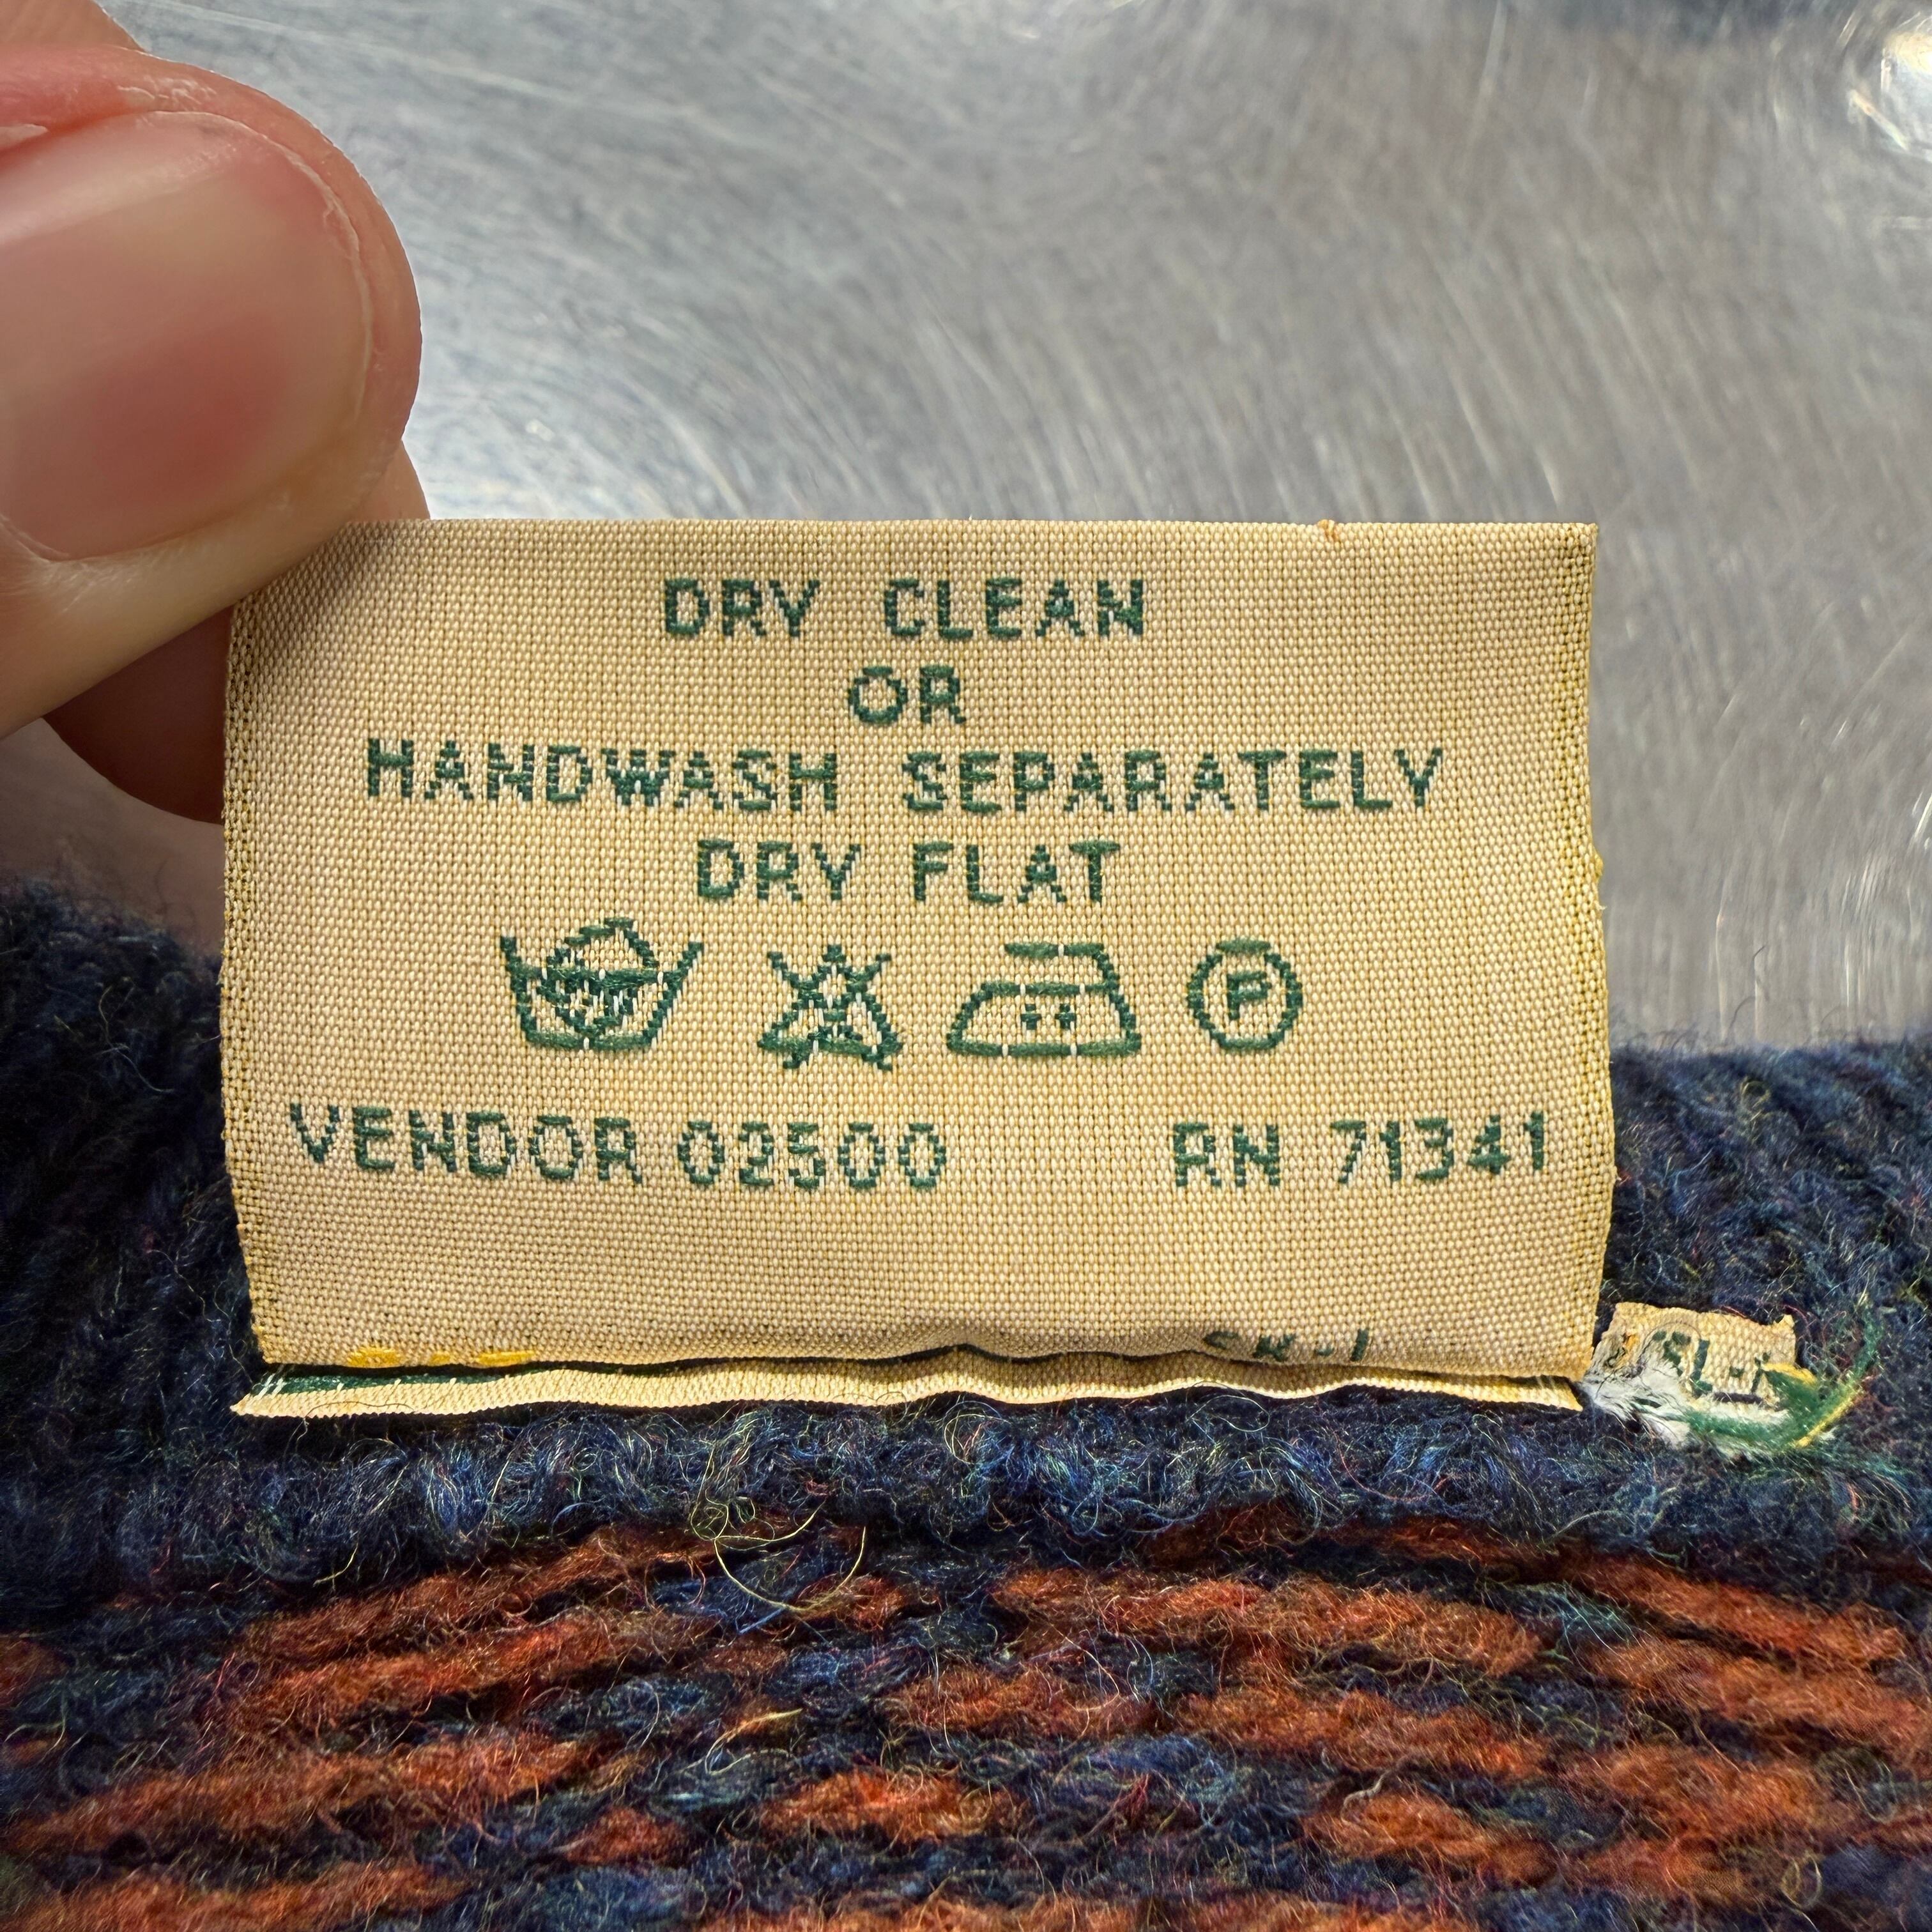 DRY CLEAN
OR
HANDWASH SEPARATELY
DRY FLAT
P
VENDOR 02500 RN 71341